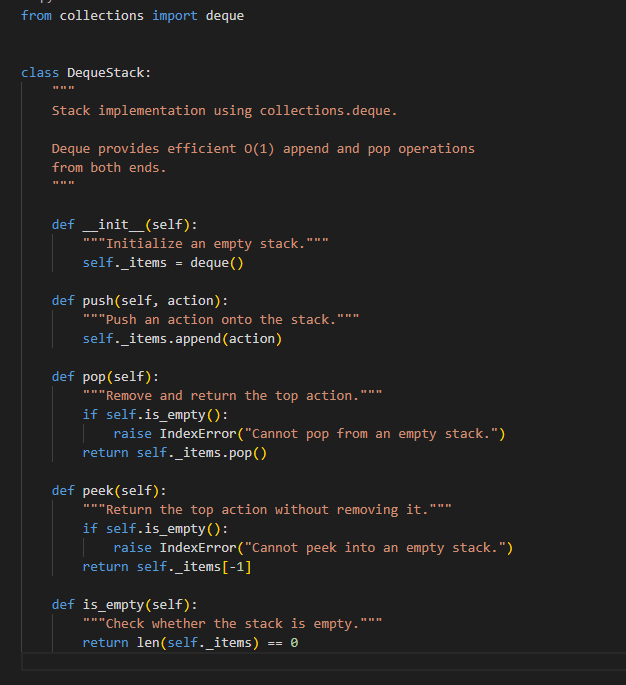 from collections import deque
class DequeStack:
"""
Stack implementation using collections.deque.
Deque provides efficient O(1) append and pop operations
from both ends.
"""
def __init__(self):
"""Initialize an empty stack."""
self._items = deque()
def push(self, action):
"""Push an action onto the stack."""
self._items.append(action)
def pop(self):
"""Remove and return the top action."""
if self.is_empty():
raise IndexError("Cannot pop from an empty stack.")
return self._items.pop()
def peek(self):
"""Return the top action without removing it."""
if self.is_empty():
raise IndexError("Cannot peek into an empty stack.")
return self._items[-1]
def is_empty(self):
"""Check whether the stack is empty."""
return len(self._items) == 0